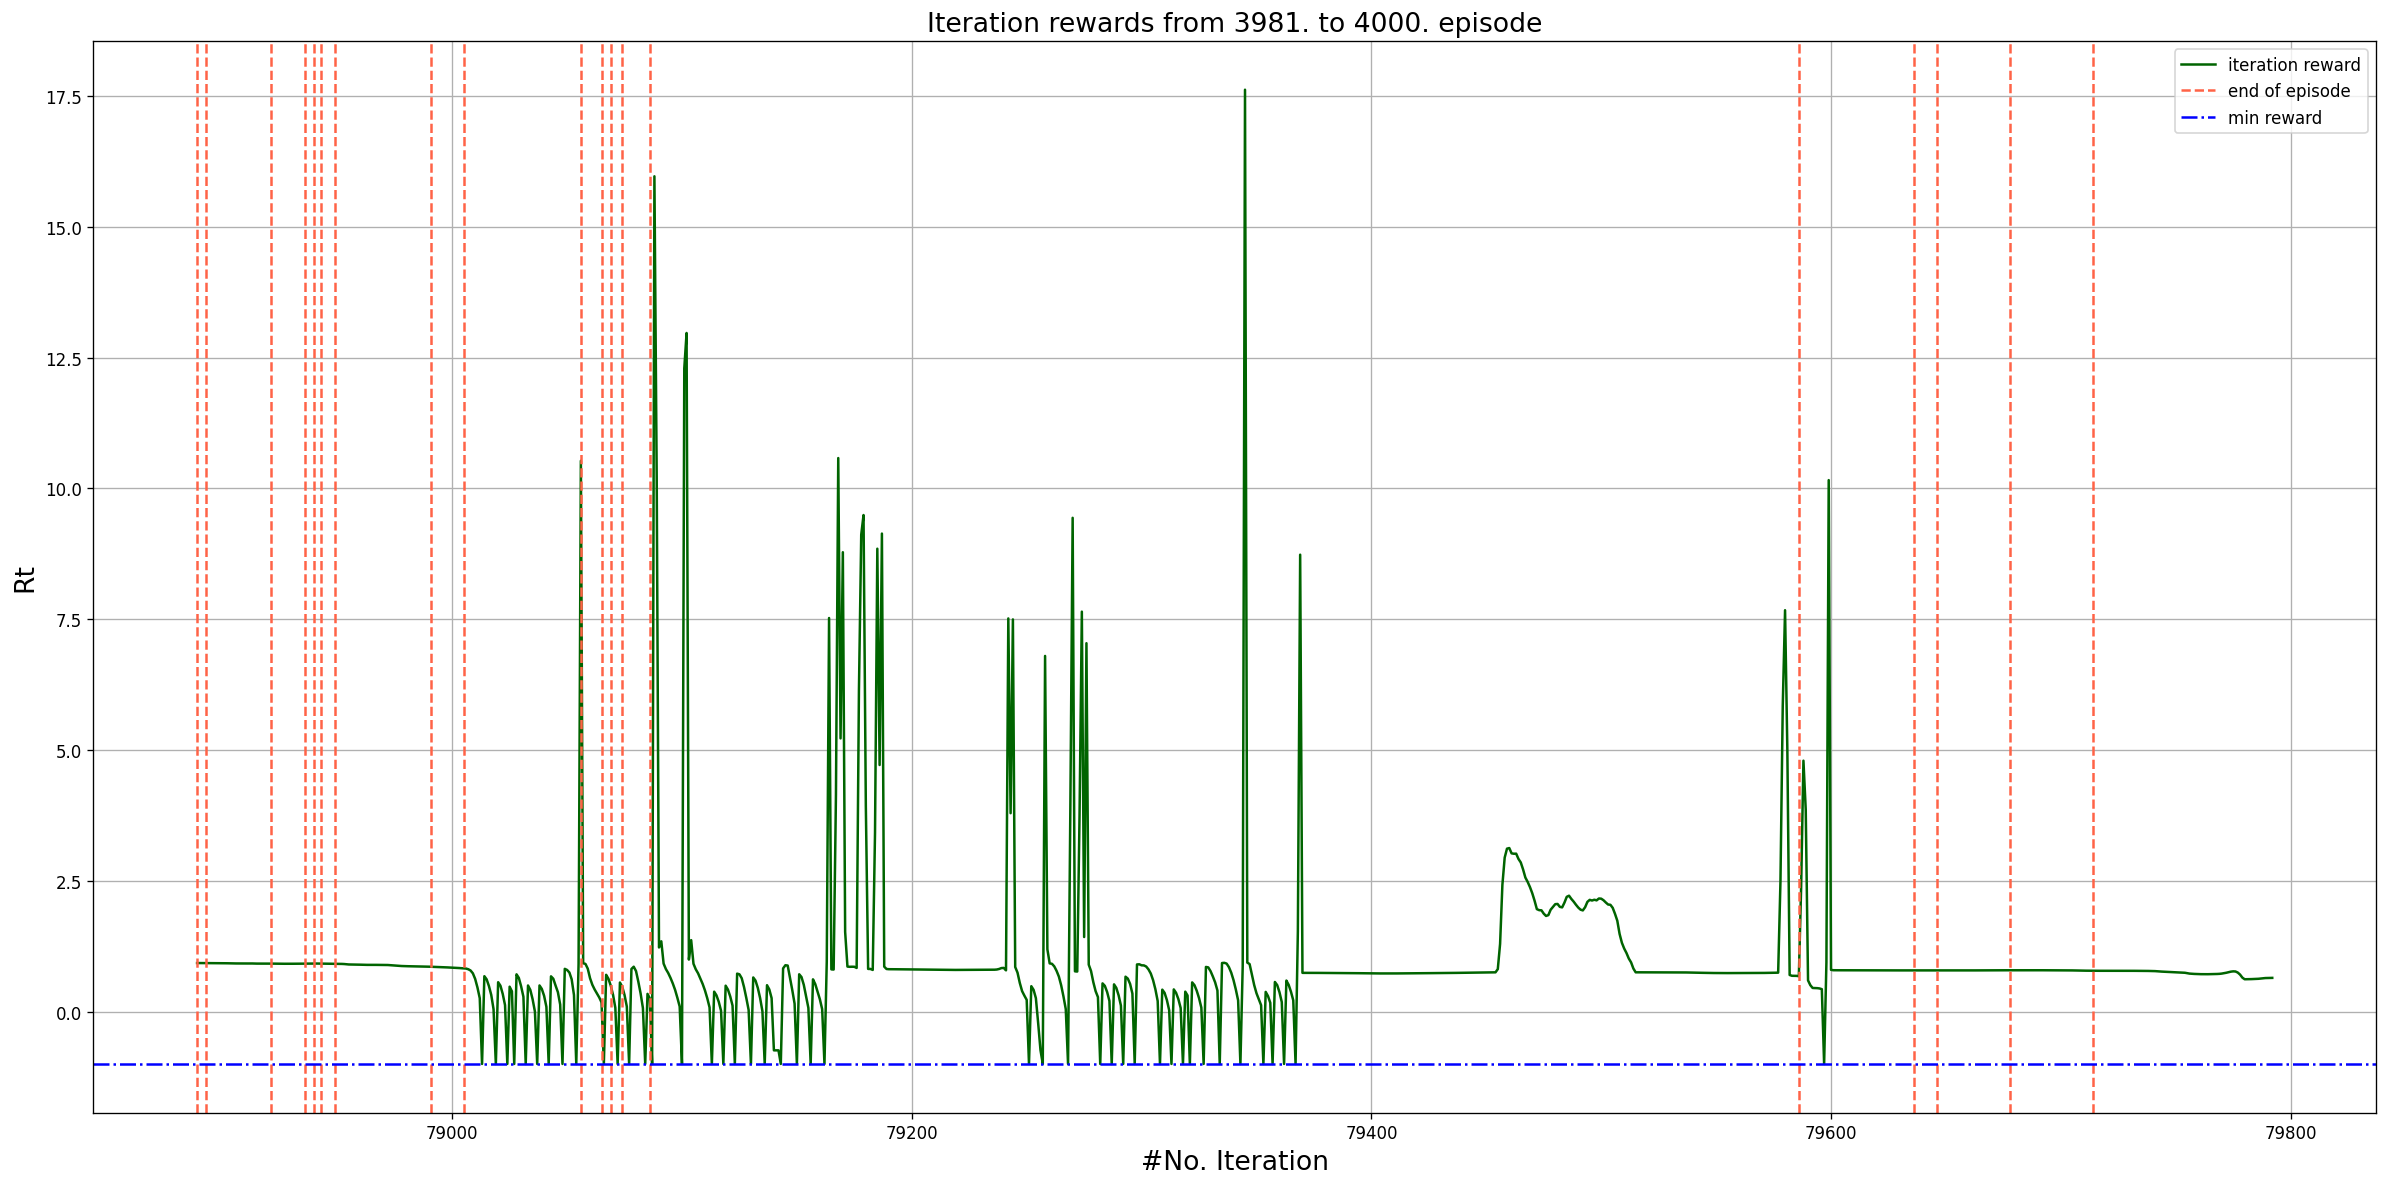 Iteration rewards from 3981. to 4000. episode
iteration reward
end of episode
min reward
17.5
15.0
12.5
10.0
7.5
5.0
2.5
0.0
Rt
79000
79200
79400
79600
79800
#No. Iteration